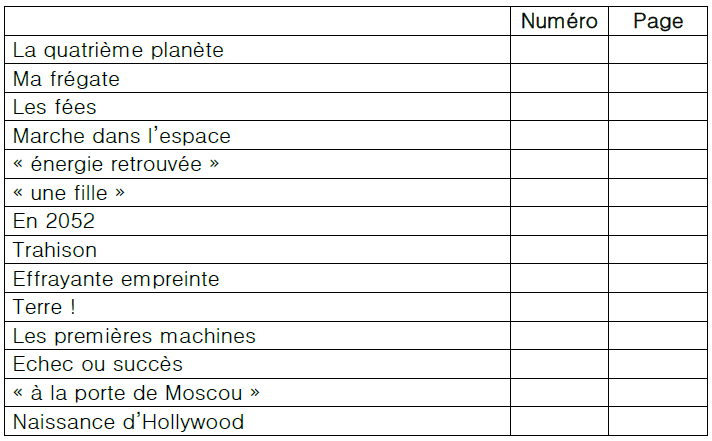 Numéro Page
La quatrième planète
Ma frégate
Les fées
Marche dans l'espace
« énergie retrouvée »
« une fille »
En 2052
Trahison
Effrayante empreinte
Terre !
Les premières machines
Echec ou succès
« à la porte de Moscou »
Naissance d'Hollywood